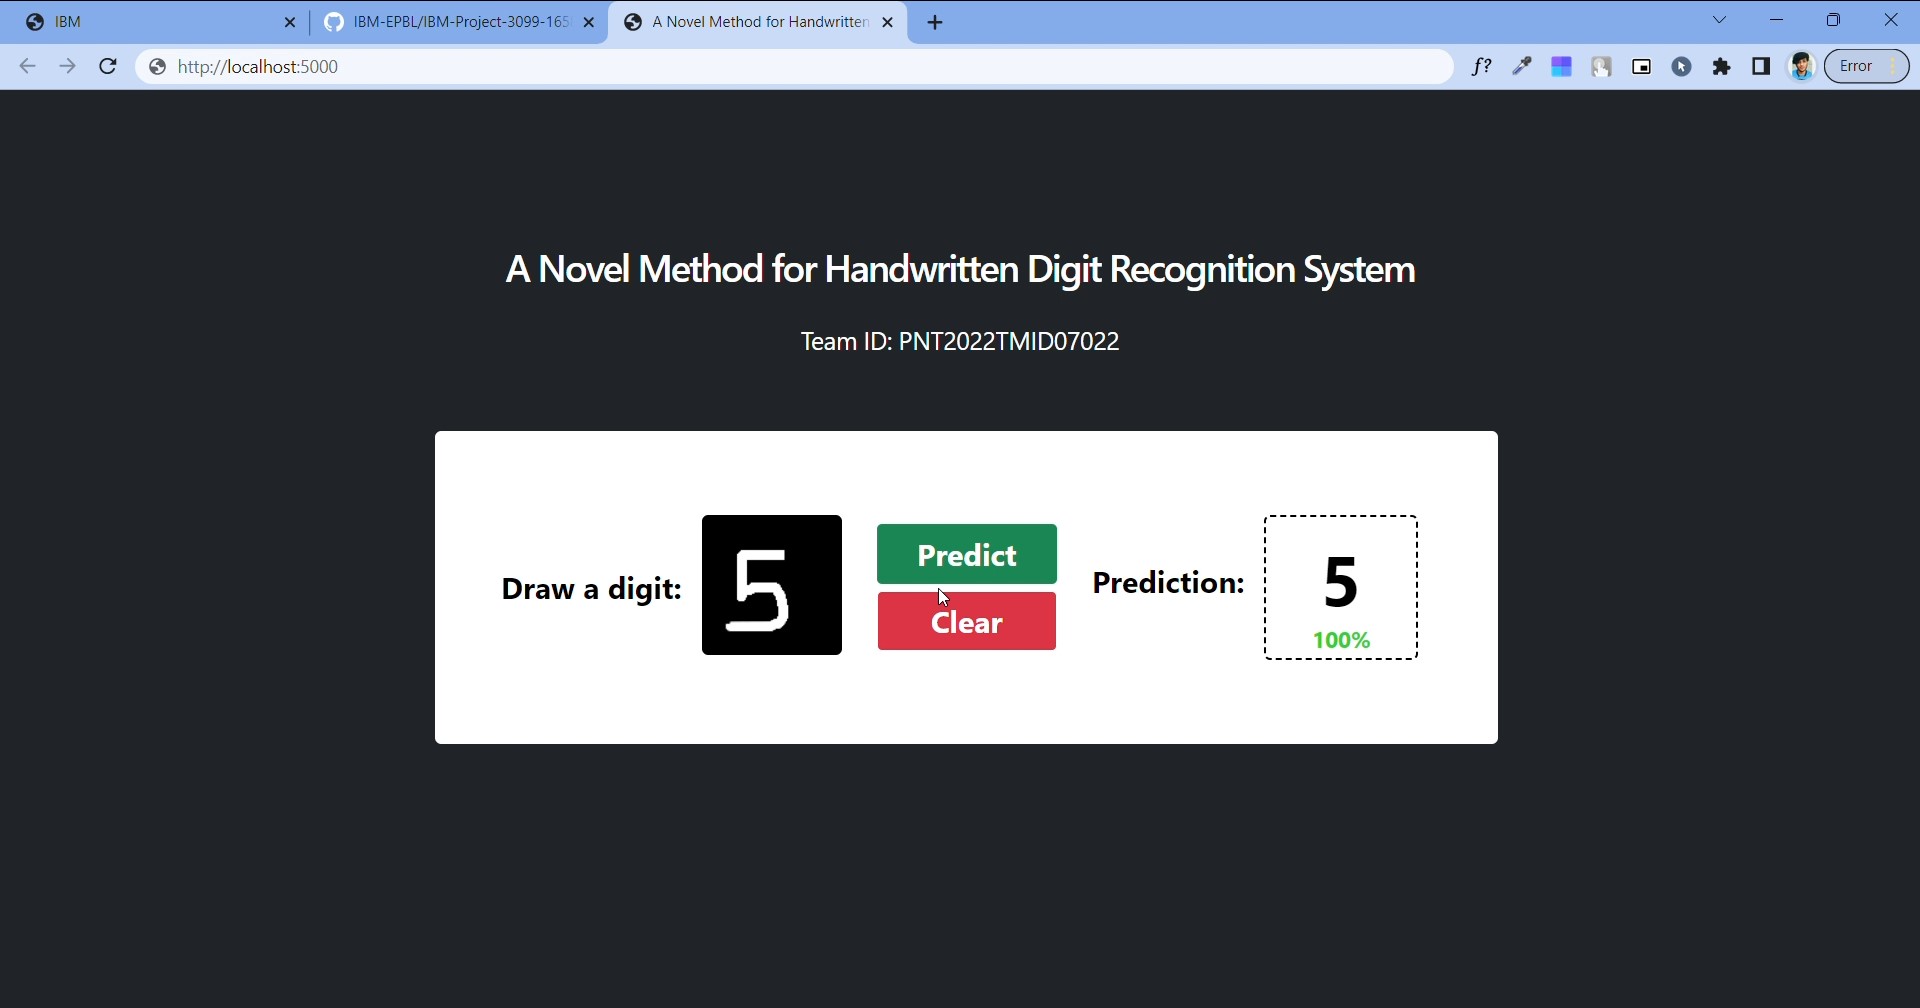 IBM
IBM-EPBL/IBM-Project-3099-165
A Novel Method for Handwritten
http://localhost:5000
f?
Error
A Novel Method for Handwritten Digit Recognition System
Team ID: PNT2022TMID07022
Draw a digit:
5
Predict
Clear
Prediction:
5
100%